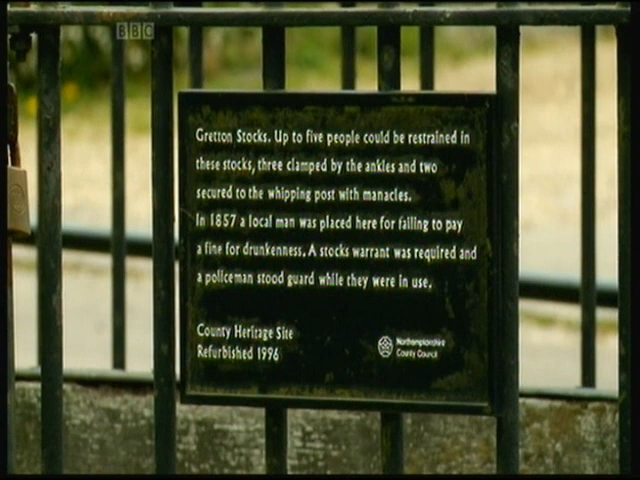 BBC
Gretton Stocks. Up to five people could be restrained in
these stocks, three clamped by the ankles and two
secured to the whipping post with manacles.
In 1857 a local man was placed here for failing to pay
a fine for drunkenness. A stocks warrant was required and
a policeman stood guard while they were in use.
County Heritage Site
Refurbished 1996
Northamptonshire
County Council